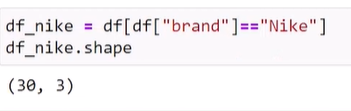 df_nike = df[df["brand"]=="Nike"]
df_nike.shape
(30, 3)